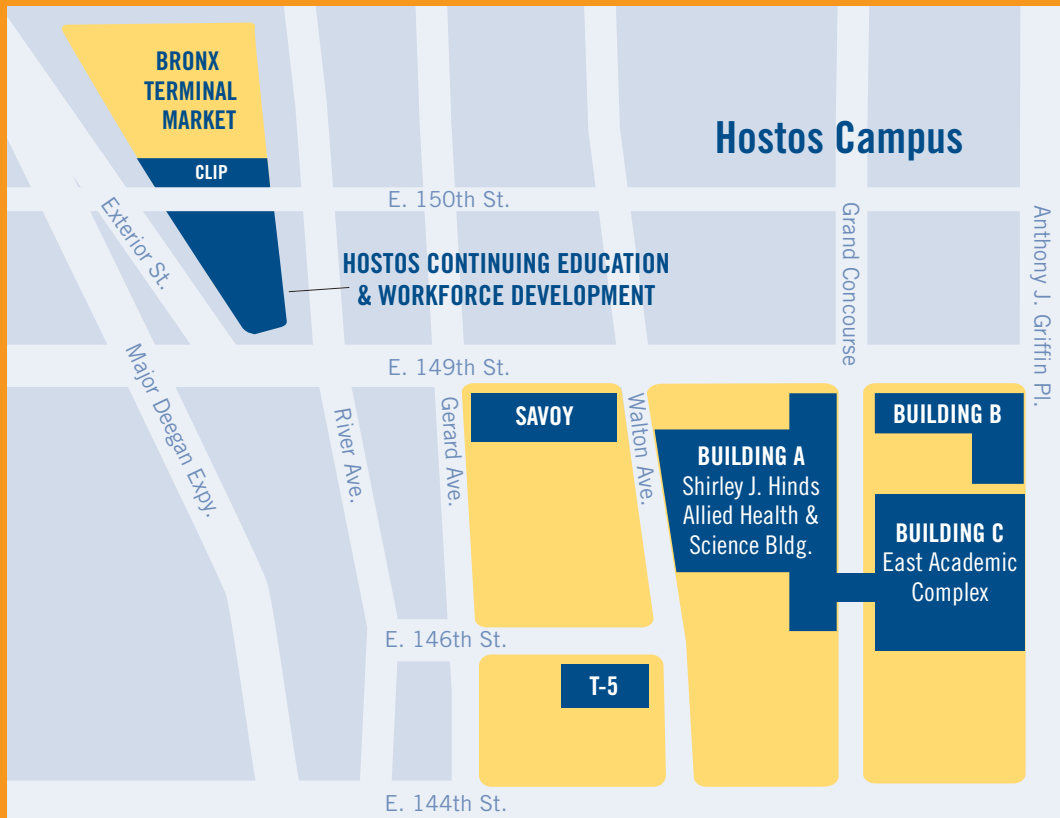 BRONX
TERMINAL
MARKET
Hostos Campus
CLIP
E. 150th St.
Exterior St.
Grand Concourse
Anthony J. Griffin Pl.
HOSTOS CONTINUING EDUCATION
& WORKFORCE DEVELOPMENT
E. 149th St.
Major Deegan Expy.
River Ave.
Gerard Ave.
SAVOY
Walton Ave.
BUILDING A
Shirley J. Hinds
Allied Health &
Science Bldg.
BUILDING B
BUILDING C
East Academic
Complex
E. 146th St.
T-5
E. 144th St.